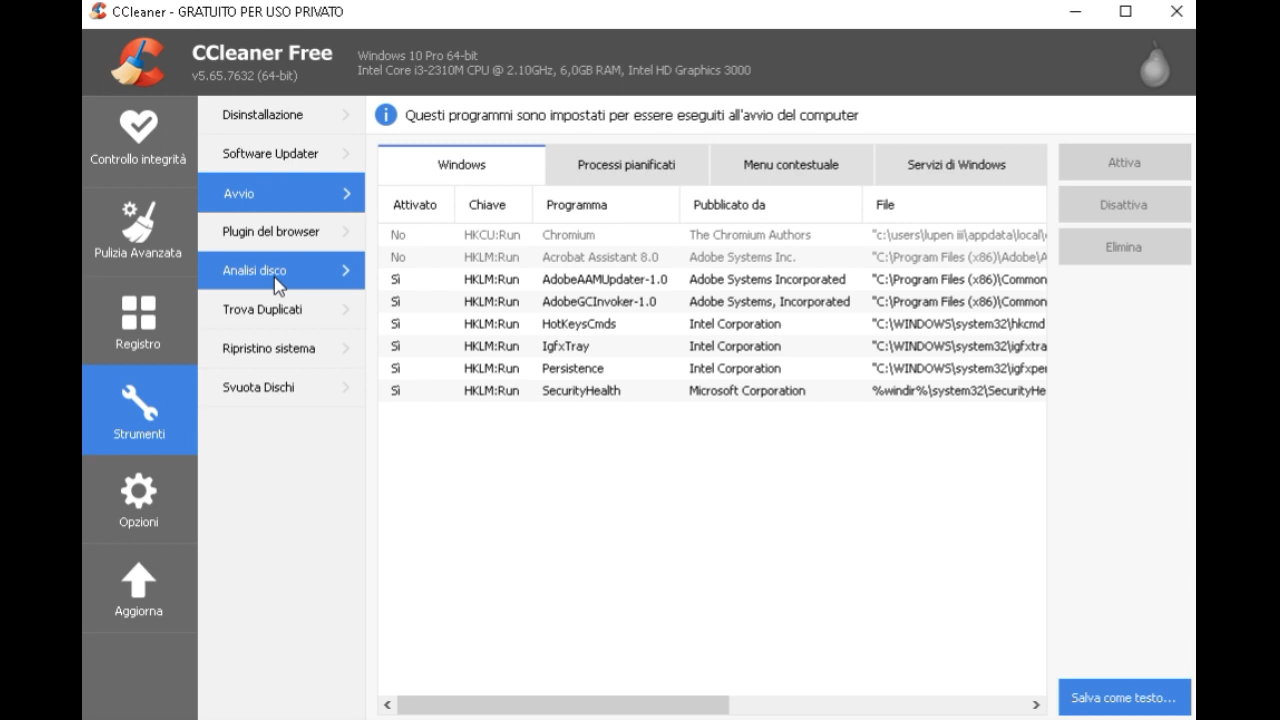 CCleaner - GRATUITO PER USO PRIVATO
CCleaner Free
v5.65.7632 (64-bit)
Windows 10 Pro 64-bit
Intel Core i3-2310M CPU @ 2.10GHz, 6,0GB RAM, Intel HD Graphics 3000
Controllo integrità
Pulizia Avanzata
Registro
Strumenti
Opzioni
Aggiorna
Disinstallazione
Software Updater
Avvio
Plugin del browser
Analisi disco
Trova Duplicati
Ripristino sistema
Svuota Dischi
Questi programmi sono impostati per essere eseguiti all'avvio del computer
Windows Processi pianificati Menu contestuale Servizi di Windows
Attivato Chiave Programma Pubblicato da File
No HKCU:Run Chromium The Chromium Authors "c:\users\lupen iii\appdata\local\
No HKLM:Run Acrobat Assistant 8.0 Adobe Systems Inc. "C:\Program Files (x86)\Adobe\A
Sì HKLM:Run AdobeAAMUpdater-1.0 Adobe Systems Incorporated "C:\Program Files (x86)\Common
Sì HKLM:Run AdobeGCInvoker-1.0 Adobe Systems, Incorporated "C:\Program Files (x86)\Common
Sì HKLM:Run HotKeysCmds Intel Corporation "C:\WINDOWS\system32\hkcmd
Sì HKLM:Run IgfxTray Intel Corporation "C:\WINDOWS\system32\igfxtra
Sì HKLM:Run Persistence Intel Corporation "C:\WINDOWS\system32\igfxper
Sì HKLM:Run SecurityHealth Microsoft Corporation %windir%\system32\SecurityHe
Attiva
Disattiva
Elimina
Salva come testo...